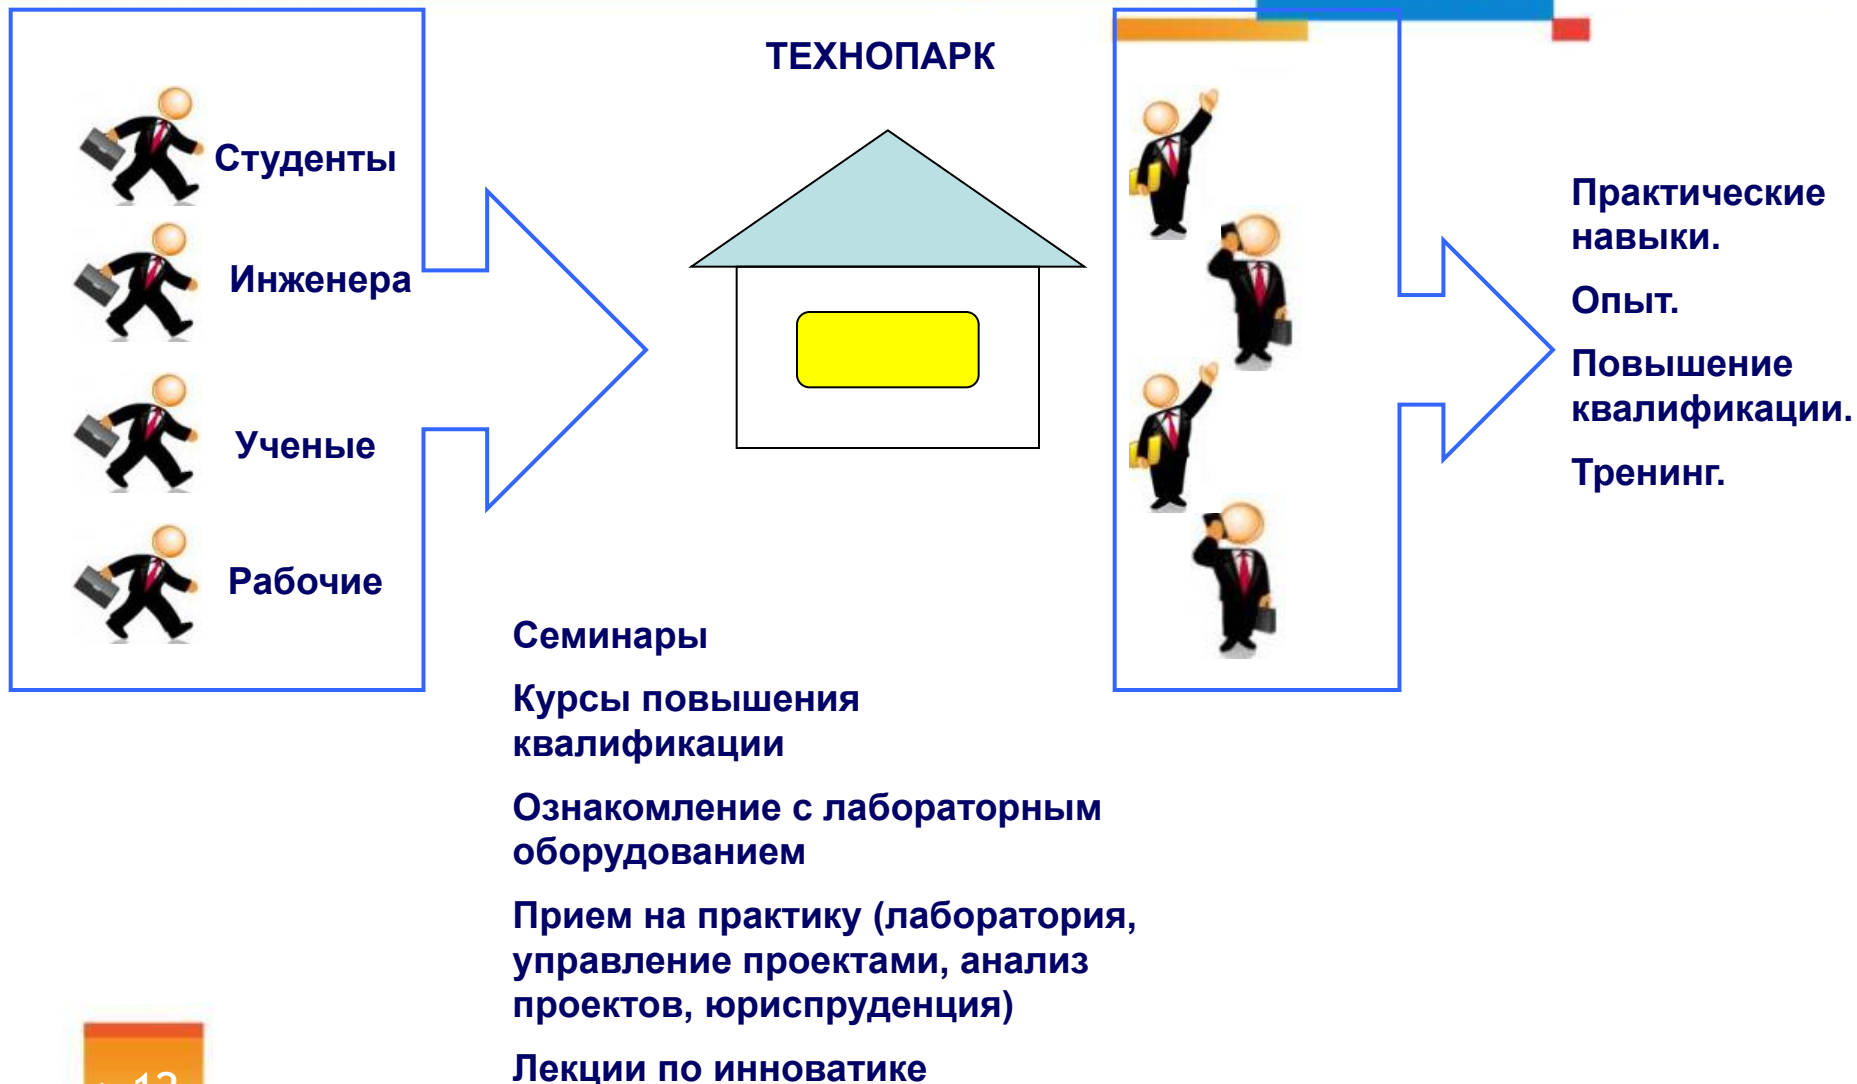 ТЕХНОПАРК
Студенты
Инженера
Ученые
Рабочие
Семинары
Курсы повышения
квалификации
Ознакомление с лабораторным
оборудованием
Прием на практику (лаборатория,
управление проектами, анализ
проектов, юриспруденция)
Лекции по инноватике
Практические
навыки.
Опыт.
Повышение
квалификации.
Тренинг.